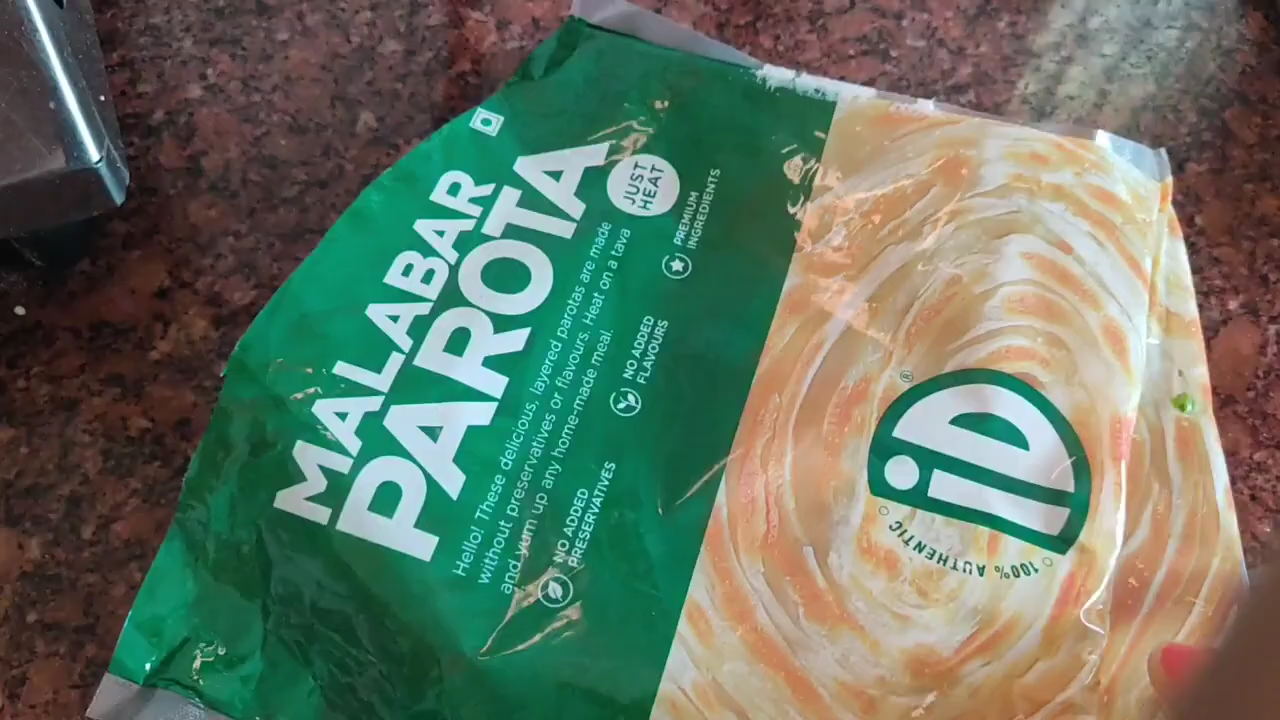 MALABAR
PAROTA
JUST
HEAT
Hello! These delicious, layered parotas are made
without preservatives or flavours. Heat on a tava
and yum up any home-made meal.
NO ADDED
PRESERVATIVES
NO ADDED
FLAVOURS
PREMIUM
INGREDIENTS
iD®
100% AUTHENTIC